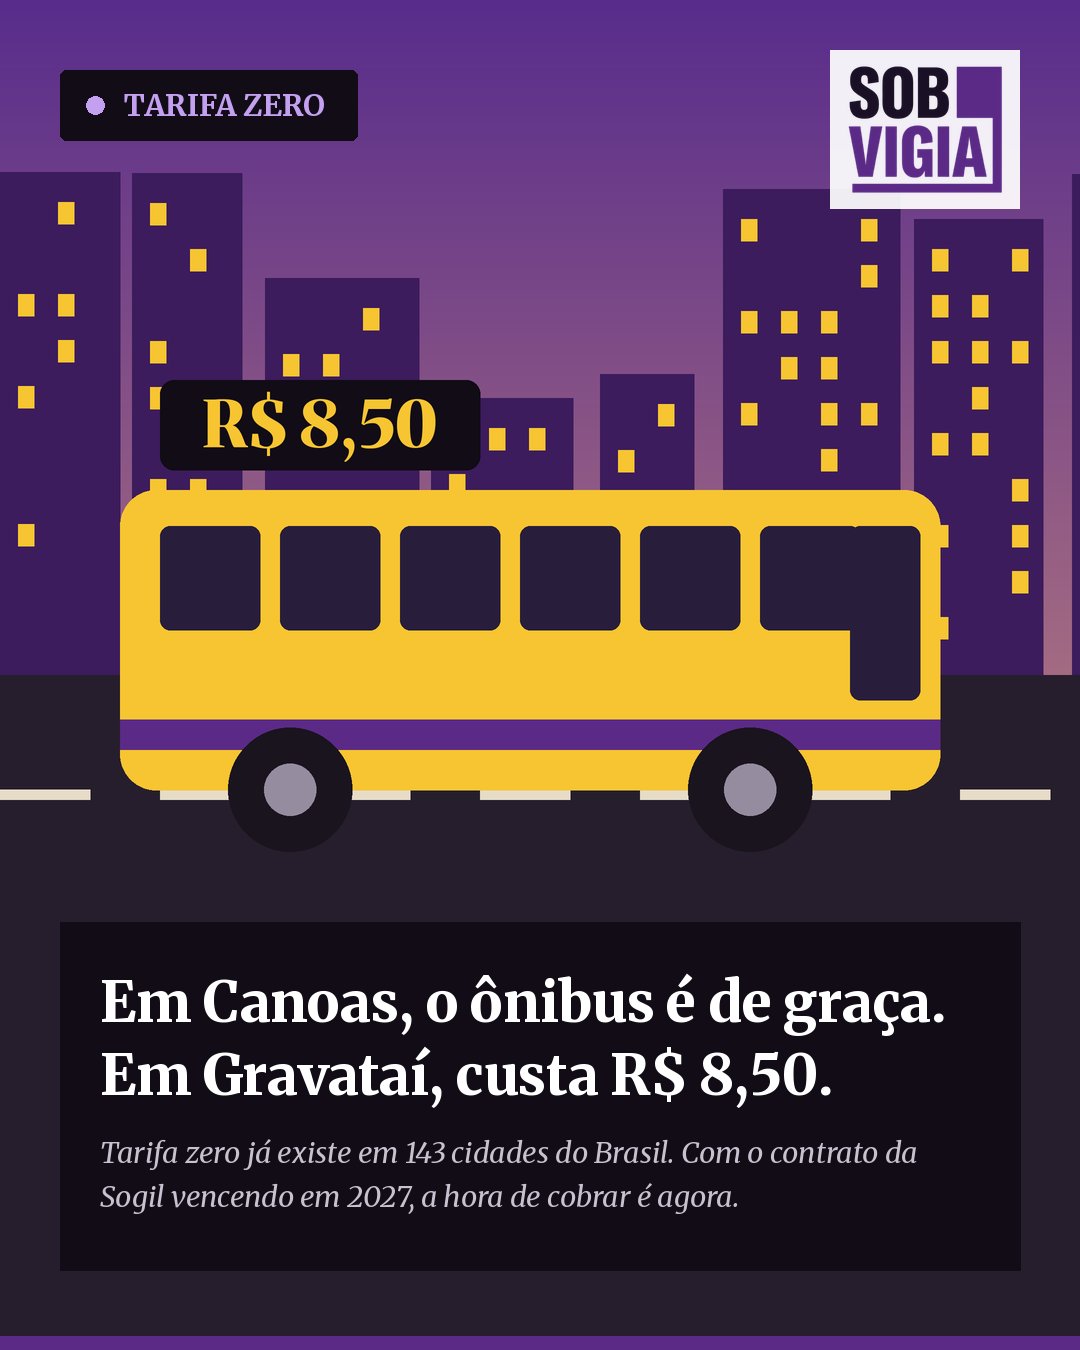 TARIFA ZERO
SOB
VIGIA
R$ 8,50
Em Canoas, o ônibus é de graça.
Em Gravataí, custa R$ 8,50.
Tarifa zero já existe em 143 cidades do Brasil. Com o contrato da
Sogil vencendo em 2027, a hora de cobrar é agora.